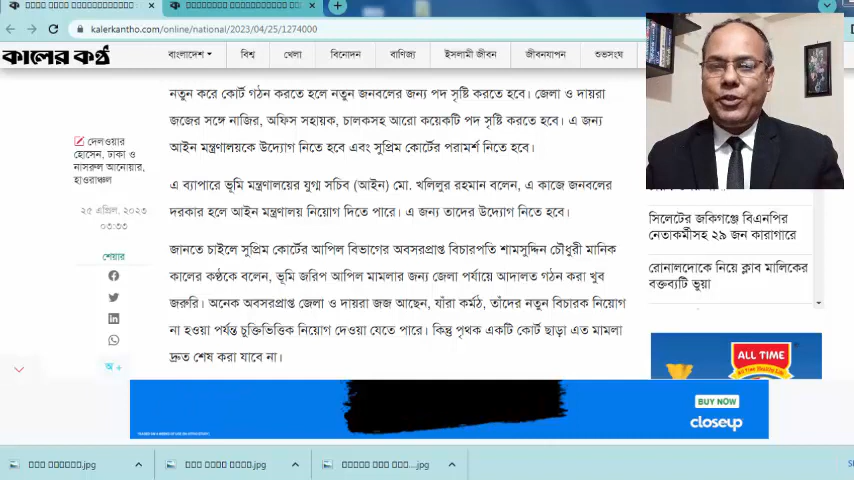 kalerkantho.com/online/national/2023/04/25/1274000
কালের কণ্ঠ
বাংলাদেশ
বিশ্ব
খেলা
বিনোদন
বাণিজ্য
ইসলামী জীবন
জীবনযাপন
শুভসংঘ
দেলওয়ার
হোসেন, ঢাকা ও
নাসরুল আনোয়ার,
হাওরাঞ্চল
২৫ এপ্রিল, ২০২৩
০৩:৩৩
শেয়ার
অ +
নতুন করে কোর্ট গঠন করতে হলে নতুন জনবলের জন্য পদ সৃষ্টি করতে হবে। জেলা ও দায়রা
জজের সঙ্গে নাজির, অফিস সহায়ক, চালকসহ আরো কয়েকটি পদ সৃষ্টি করতে হবে। এ জন্য
আইন মন্ত্রণালয়কে উদ্যোগ নিতে হবে এবং সুপ্রিম কোর্টের পরামর্শ নিতে হবে।
এ ব্যাপারে ভূমি মন্ত্রণালয়ের যুগ্ম সচিব (আইন) মো. খলিলুর রহমান বলেন, এ কাজে জনবলের
দরকার হলে আইন মন্ত্রণালয় নিয়োগ দিতে পারে। এ জন্য তাদের উদ্যোগ নিতে হবে।
জানতে চাইলে সুপ্রিম কোর্টের আপিল বিভাগের অবসরপ্রাপ্ত বিচারপতি শামসুদ্দিন চৌধুরী মানিক
কালের কণ্ঠকে বলেন, ভূমি জরিপ আপিল মামলার জন্য জেলা পর্যায়ে আদালত গঠন করা খুব
জরুরি। অনেক অবসরপ্রাপ্ত জেলা ও দায়রা জজ আছেন, যাঁরা কর্মঠ, তাঁদের নতুন বিচারক নিয়োগ
না হওয়া পর্যন্ত চুক্তিভিত্তিক নিয়োগ দেওয়া যেতে পারে। কিন্তু পৃথক একটি কোর্ট ছাড়া এত মামলা
দ্রুত শেষ করা যাবে না।
সিলেটের জকিগঞ্জে বিএনপির
নেতাকর্মীসহ ২৯ জন কারাগারে
রোনালদোকে নিয়ে ক্লাব মালিকের
বক্তব্যটি ভুয়া
ALL TIME
BUY NOW
closeup
.jpg
.jpg
.jpg